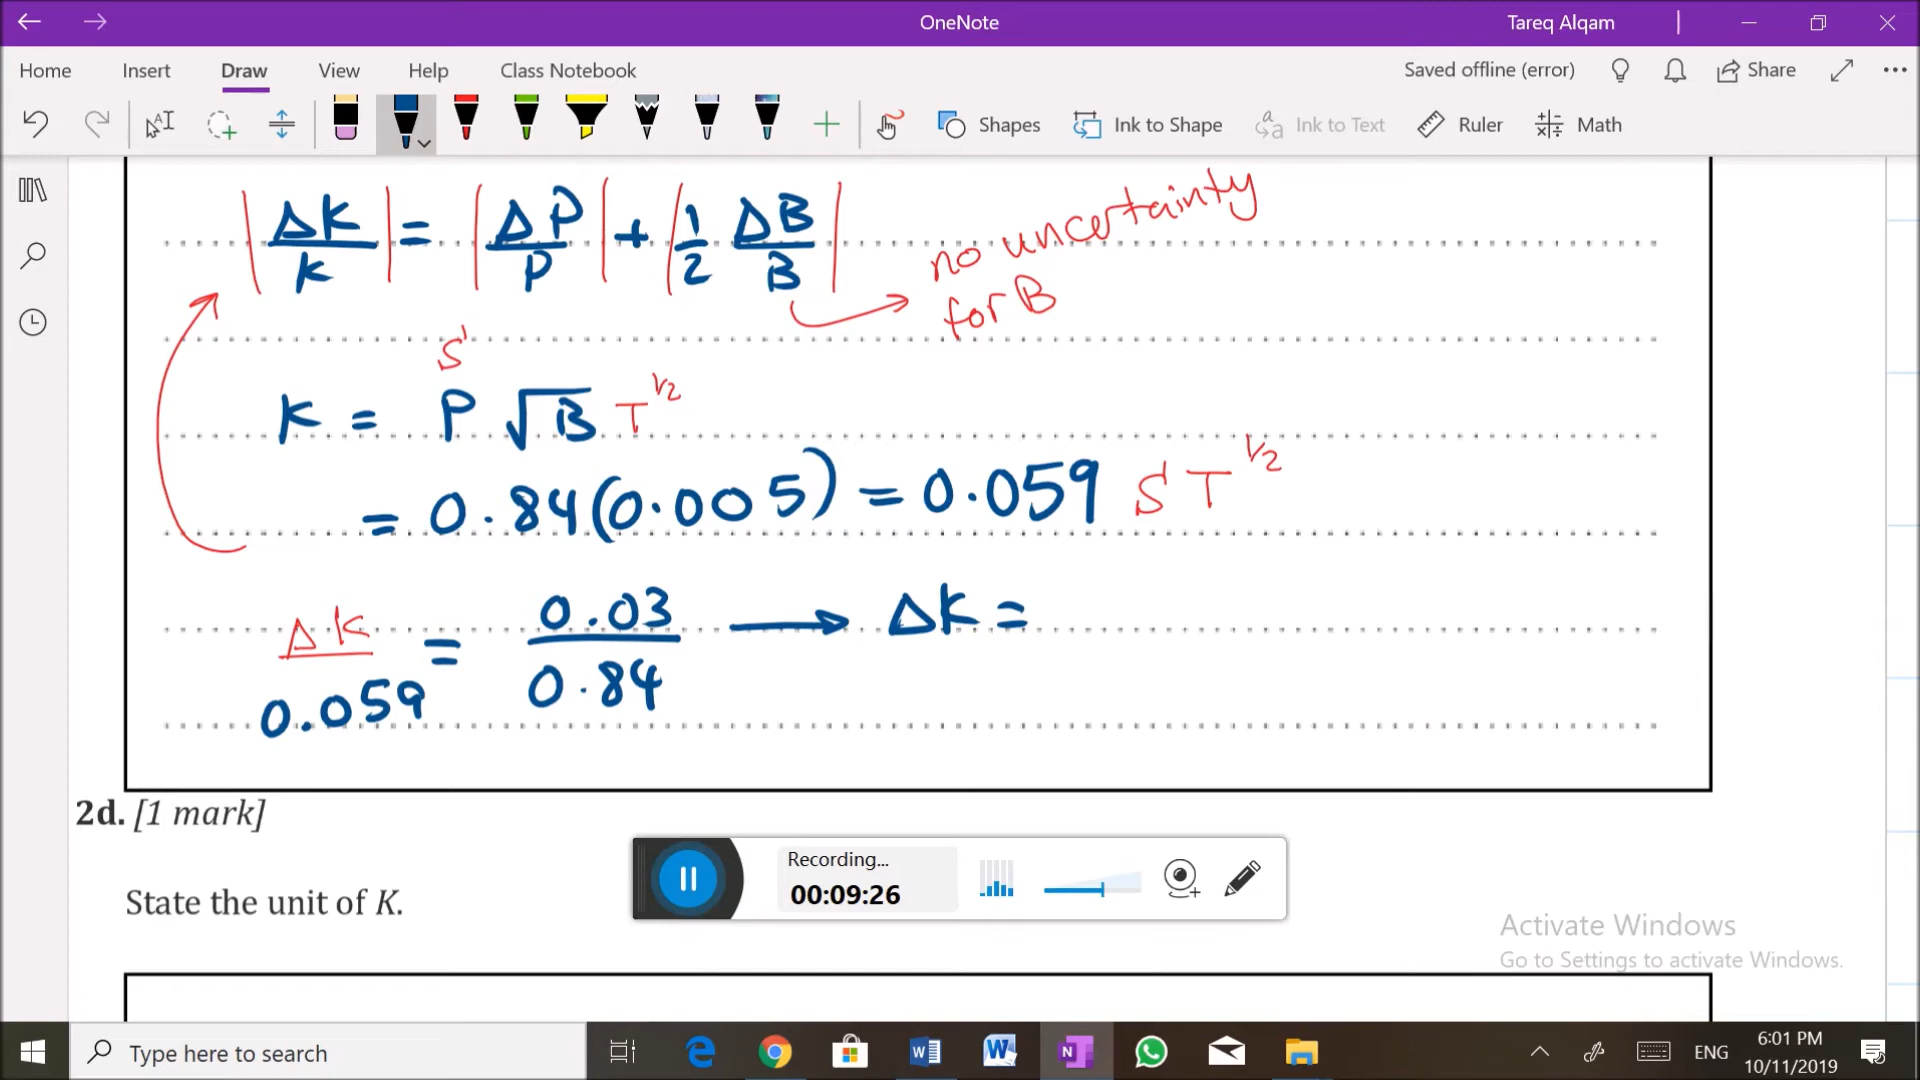 OneNote
Tareq Alqam
Home Insert Draw View Help Class Notebook
Saved offline (error) Share
Shapes Ink to Shape Ink to Text Ruler Math
|ΔK/K| = |ΔP/P| + |1/2 ΔB/B|
no uncertainty
for B
s
K = P √B T^1/2
= 0.84(0.005) = 0.059 s T^1/2
ΔK/0.059 = 0.03/0.84 → ΔK =
2d. [1 mark]
State the unit of K.
Recording...
00:09:26
Activate Windows
Go to Settings to activate Windows.
Type here to search
ENG
6:01 PM
10/11/2019